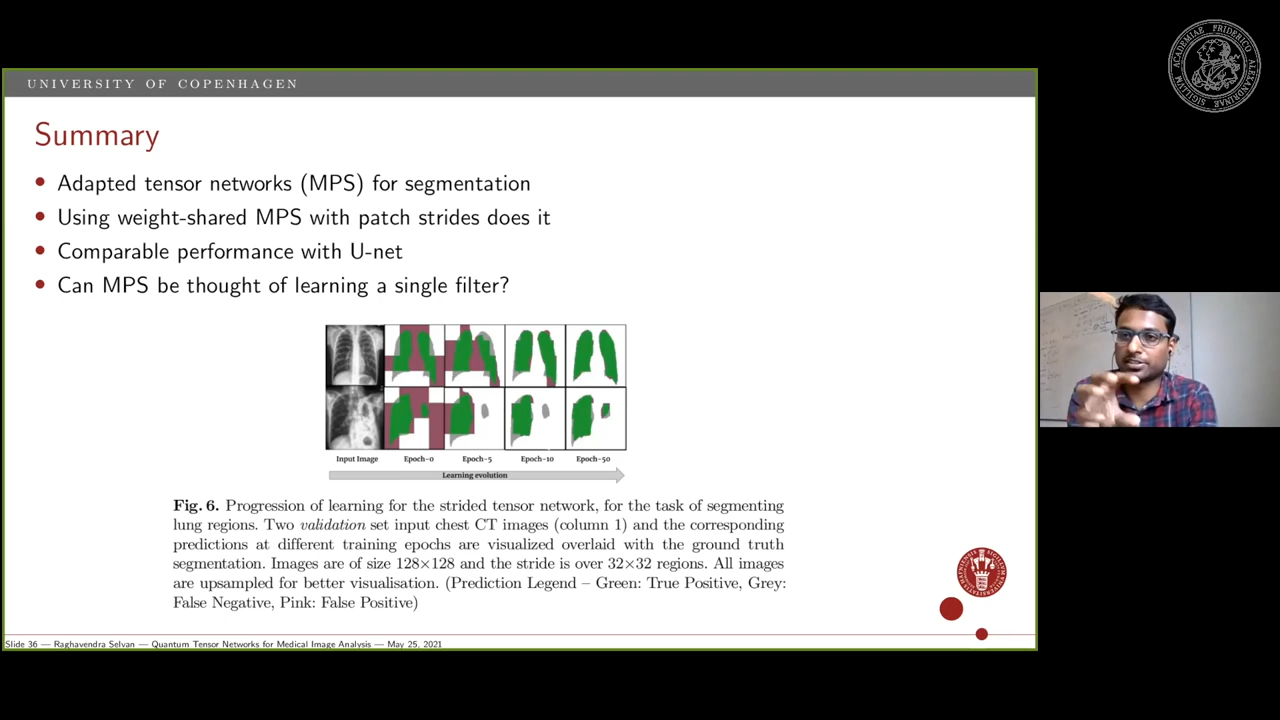 UNIVERSITY OF COPENHAGEN
Summary
• Adapted tensor networks (MPS) for segmentation
• Using weight-shared MPS with patch strides does it
• Comparable performance with U-net
• Can MPS be thought of learning a single filter?
Input Image Epoch-0 Epoch-5 Epoch-10 Epoch-50
Learning evolution
Fig. 6. Progression of learning for the strided tensor network, for the task of segmenting
lung regions. Two validation set input chest CT images (column 1) and the corresponding
predictions at different training epochs are visualized overlaid with the ground truth
segmentation. Images are of size 128×128 and the stride is over 32×32 regions. All images
are upsampled for better visualisation. (Prediction Legend – Green: True Positive, Grey:
False Negative, Pink: False Positive)
Slide 36 — Raghavendra Selvan — Quantum Tensor Networks for Medical Image Analysis — May 25, 2021
ACADEMIAE FRIDERICO ALEXANDRINAE SIGILLVM